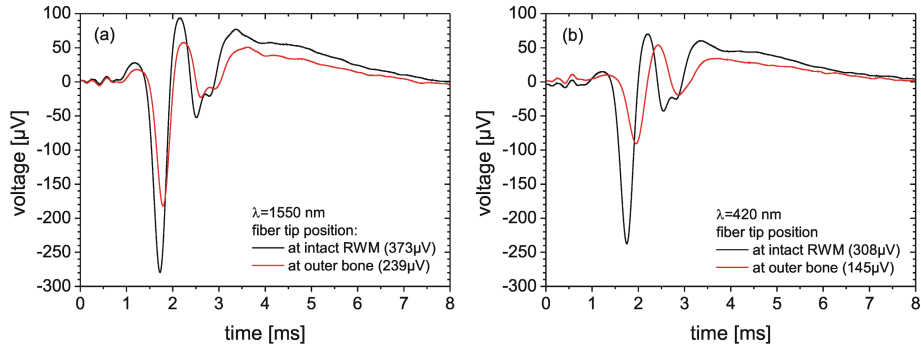 (a)
voltage [µV]
100
50
0
-50
-100
-150
-200
-250
-300
λ=1550 nm
fiber tip position:
at intact RWM (373µV)
at outer bone (239µV)
0 1 2 3 4 5 6 7 8
time [ms]
(b)
voltage [µV]
100
50
0
-50
-100
-150
-200
-250
-300
λ=420 nm
fiber tip position
at intact RWM (308µV)
at outer bone (145µV)
0 1 2 3 4 5 6 7 8
time [ms]